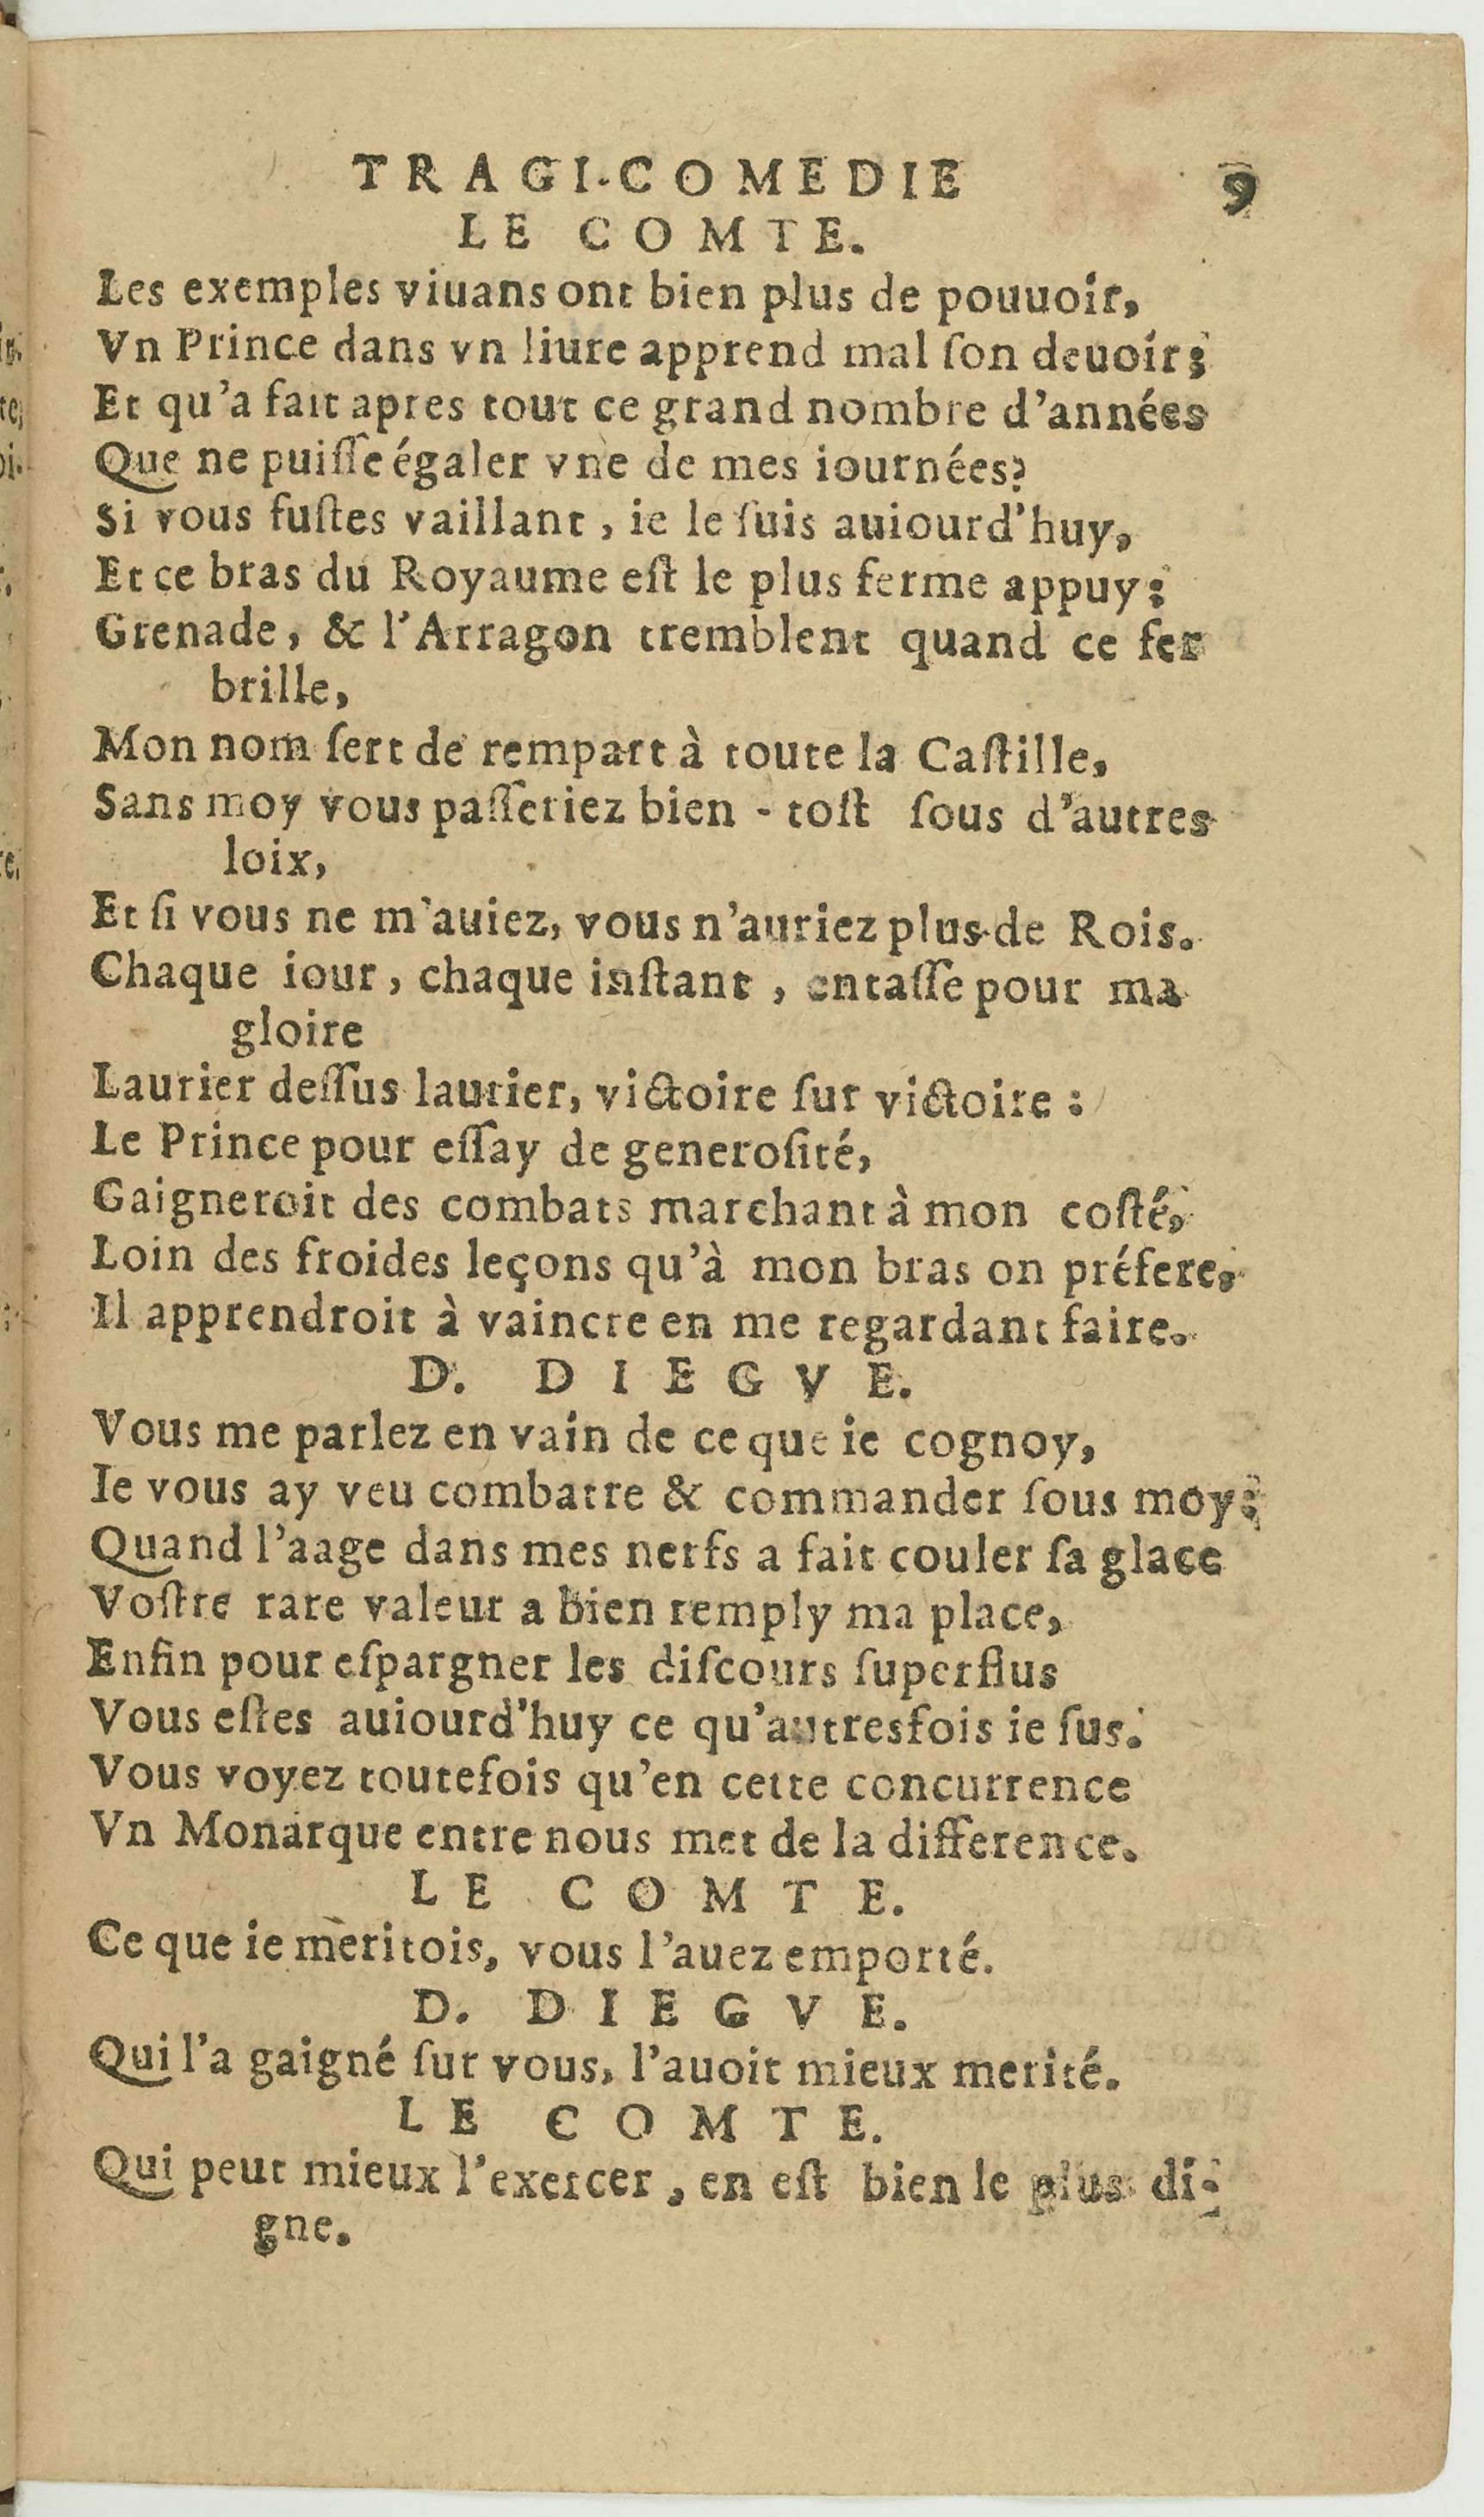 TRAGI-COMEDIE 9
LE COMTE.
Les exemples viuans ont bien plus de pouuoir,
Vn Prince dans vn liure apprend mal ſon deuoir;
Et qu'a fait apres tout ce grand nombre d'années
Que ne puiſſe égaler vne de mes iournées?
Si vous fuſtes vaillant, ie le ſuis auiourd'huy,
Et ce bras du Royaume eſt le plus ferme appuy;
Grenade, & l'Arragon tremblent quand ce fer
brille,
Mon nom ſert de rempart à toute la Caſtille,
Sans moy vous paſſeriez bien-toſt ſous d'autres
loix,
Et ſi vous ne m'auiez, vous n'auriez plus de Rois.
Chaque iour, chaque inſtant, entaſſe pour ma
gloire
Laurier deſſus laurier, victoire ſur victoire:
Le Prince pour eſſay de generoſité,
Gaigneroit des combats marchant à mon coſté,
Loin des froides leçons qu'à mon bras on préfere,
Il apprendroit à vaincre en me regardant faire.
D. DIEGVE.
Vous me parlez en vain de ce que ie cognoy,
Ie vous ay veu combatre & commander ſous moy;
Quand l'aage dans mes nerfs a fait couler ſa glace
Voſtre rare valeur a bien remply ma place,
Enfin pour eſpargner les diſcours ſuperflus
Vous eſtes auiourd'huy ce qu'autresfois ie fus.
Vous voyez toutefois qu'en cette concurrence
Vn Monarque entre nous met de la difference.
LE COMTE.
Ce que ie meritois, vous l'auez emporté.
D. DIEGVE.
Qui l'a gaigné ſur vous, l'auoit mieux merité.
LE COMTE.
Qui peut mieux l'exercer, en eſt bien le plus di-
gne.